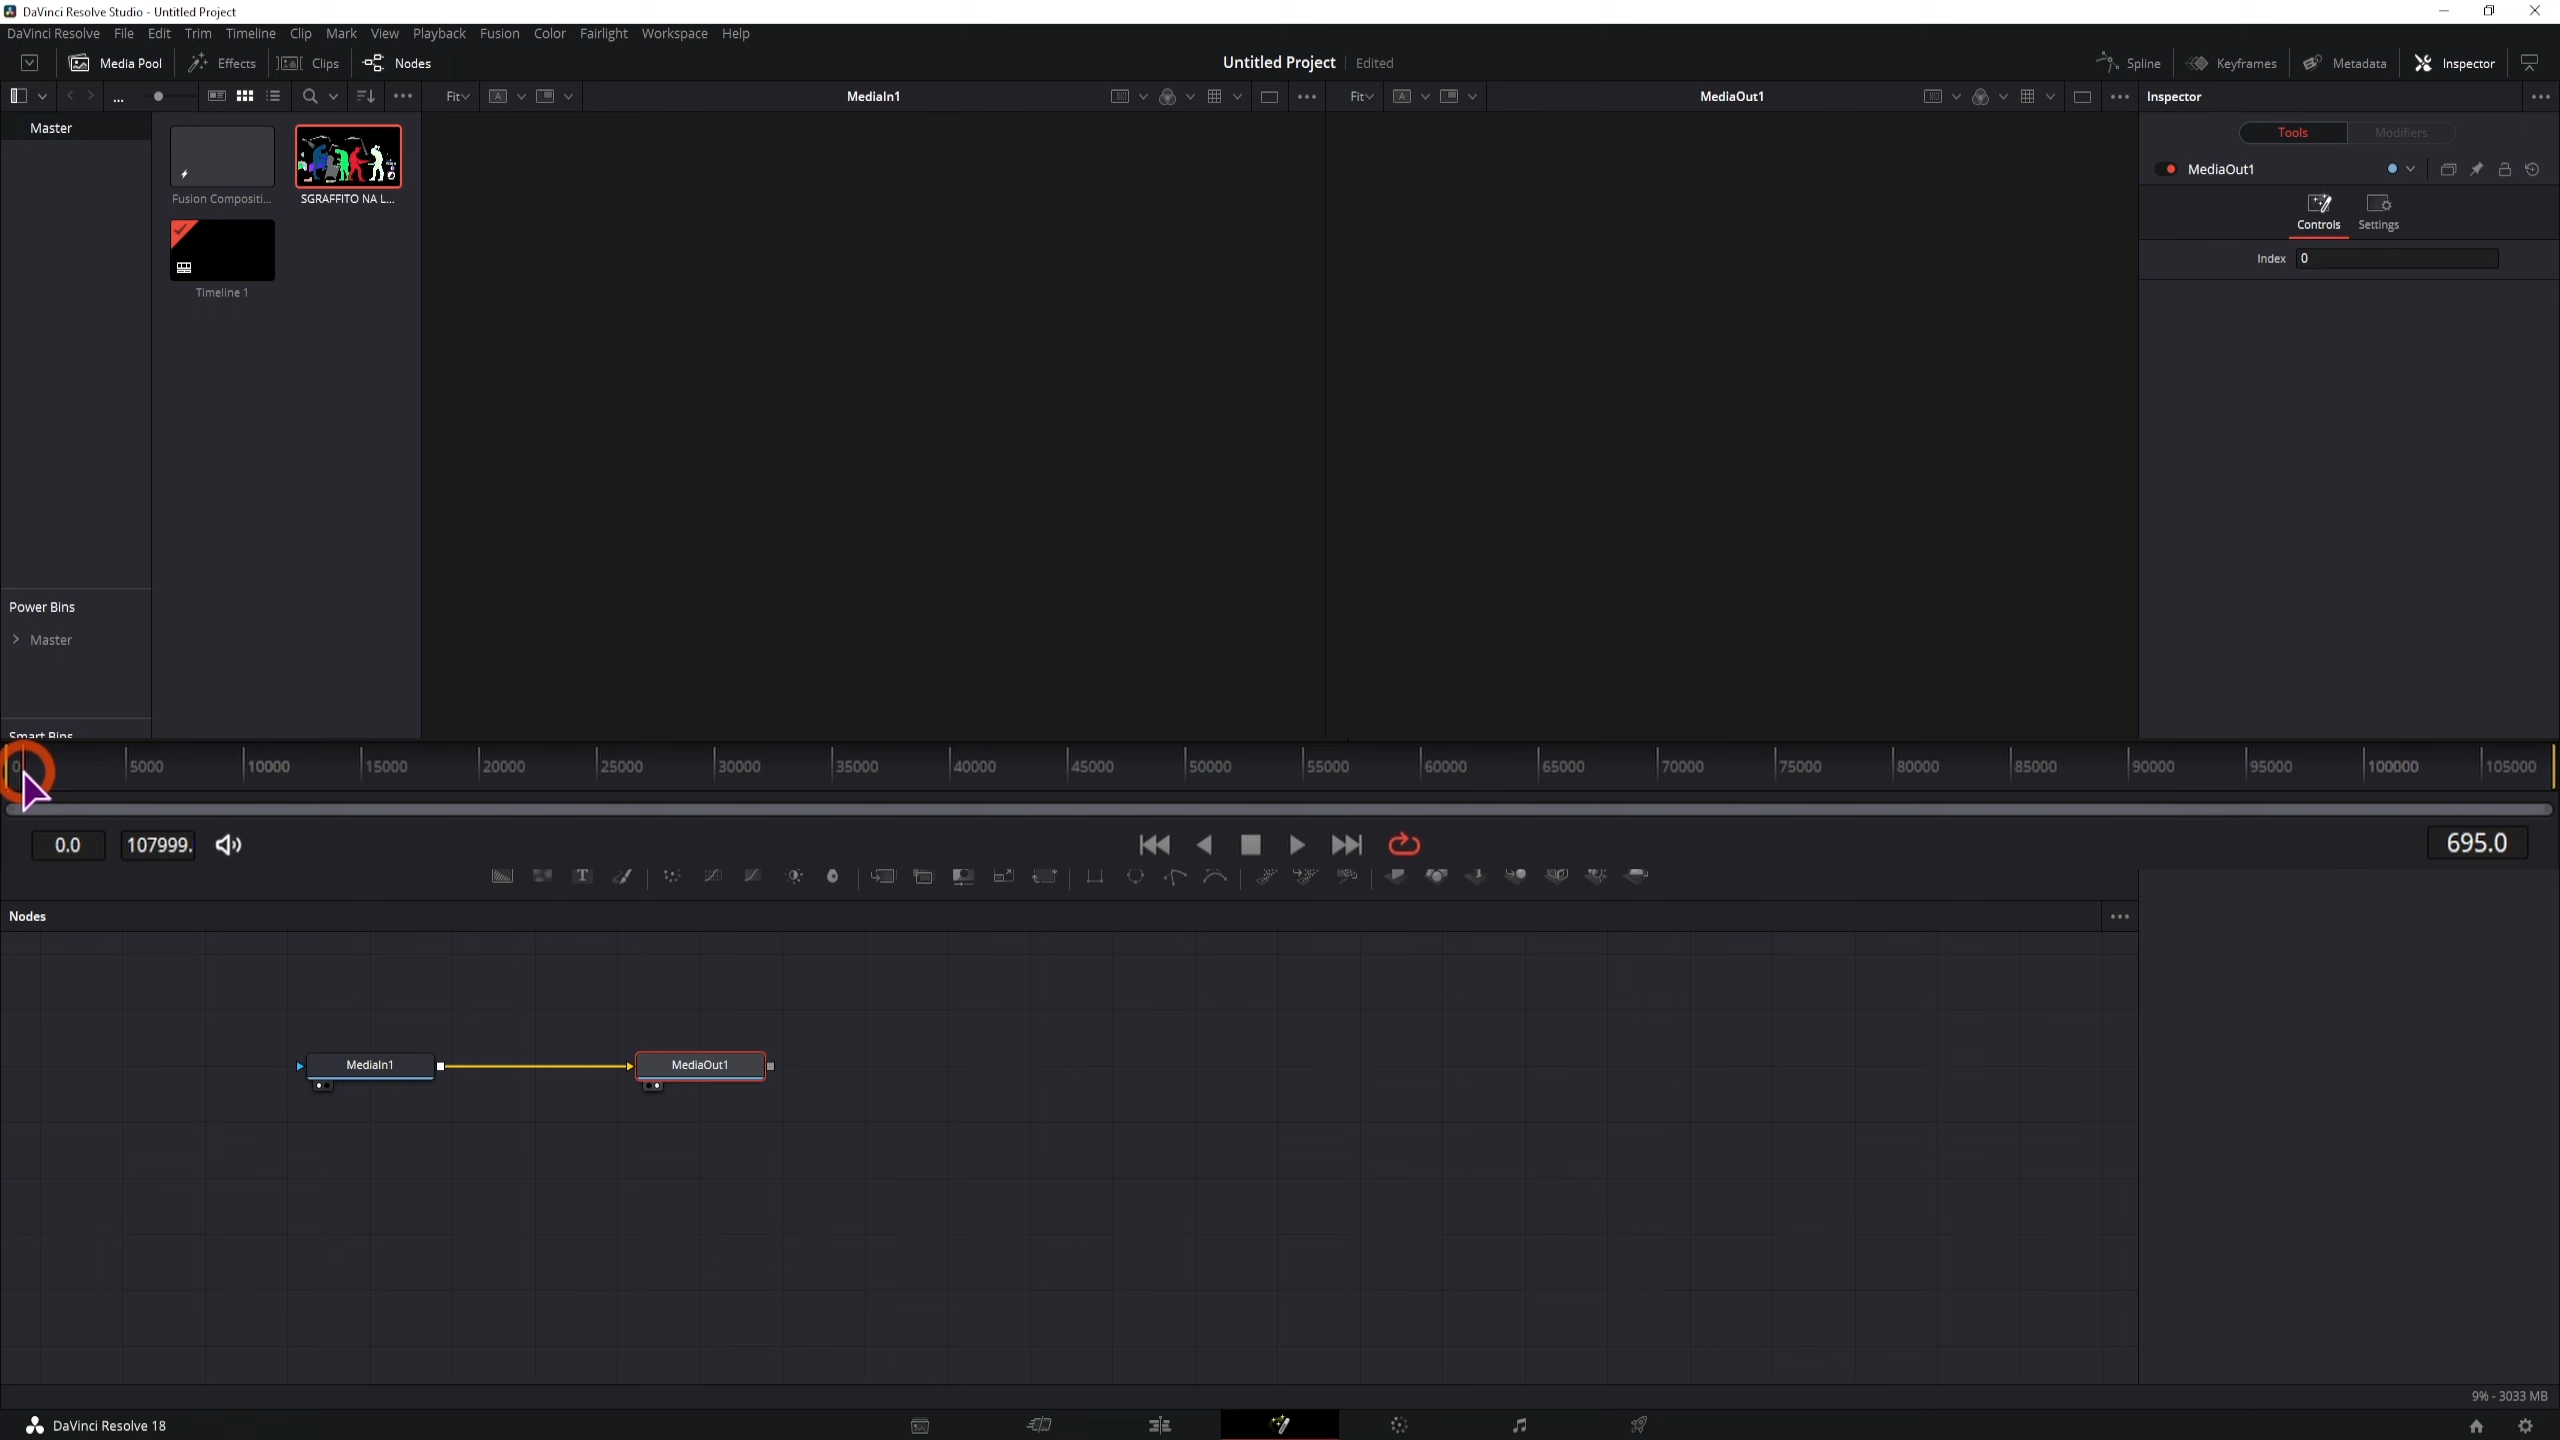 DaVinci Resolve Studio - Untitled Project
DaVinci Resolve File Edit Trim Timeline Clip Mark View Playback Fusion Color Fairlight Workspace Help
Media Pool Effects Clips Nodes Untitled Project Edited Spline Keyframes Metadata Inspector
... Fit MediaIn1 Fit MediaOut1 Inspector
Master
Tools Modifiers
MediaOut1
Fusion Compositi... SGRAFFITO NA L...
Controls Settings
Index 0
Timeline 1
Power Bins
Master
Smart Bins
0 5000 10000 15000 20000 25000 30000 35000 40000 45000 50000 55000 60000 65000 70000 75000 80000 85000 90000 95000 100000 105000
0.0 107999. 695.0
T
Nodes
MediaIn1 MediaOut1
9% - 3033 MB
DaVinci Resolve 18